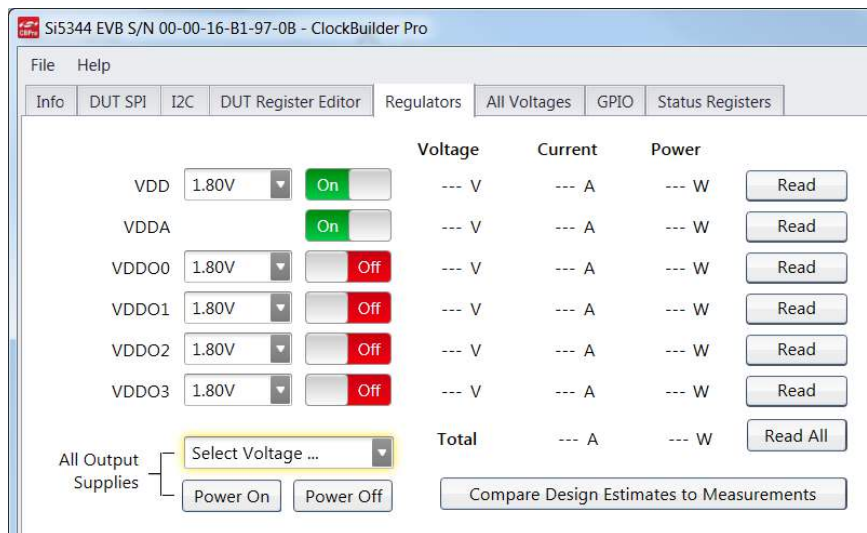 Si5344 EVB S/N 00-00-16-B1-97-0B - ClockBuilder Pro
File Help
Info DUT SPI I2C DUT Register Editor Regulators All Voltages GPIO Status Registers
Voltage Current Power
VDD 1.80V On --- V --- A --- W Read
VDDA On --- V --- A --- W Read
VDDO0 1.80V Off --- V --- A --- W Read
VDDO1 1.80V Off --- V --- A --- W Read
VDDO2 1.80V Off --- V --- A --- W Read
VDDO3 1.80V Off --- V --- A --- W Read
All Output Supplies
Select Voltage ... Total --- A --- W Read All
Power On Power Off Compare Design Estimates to Measurements